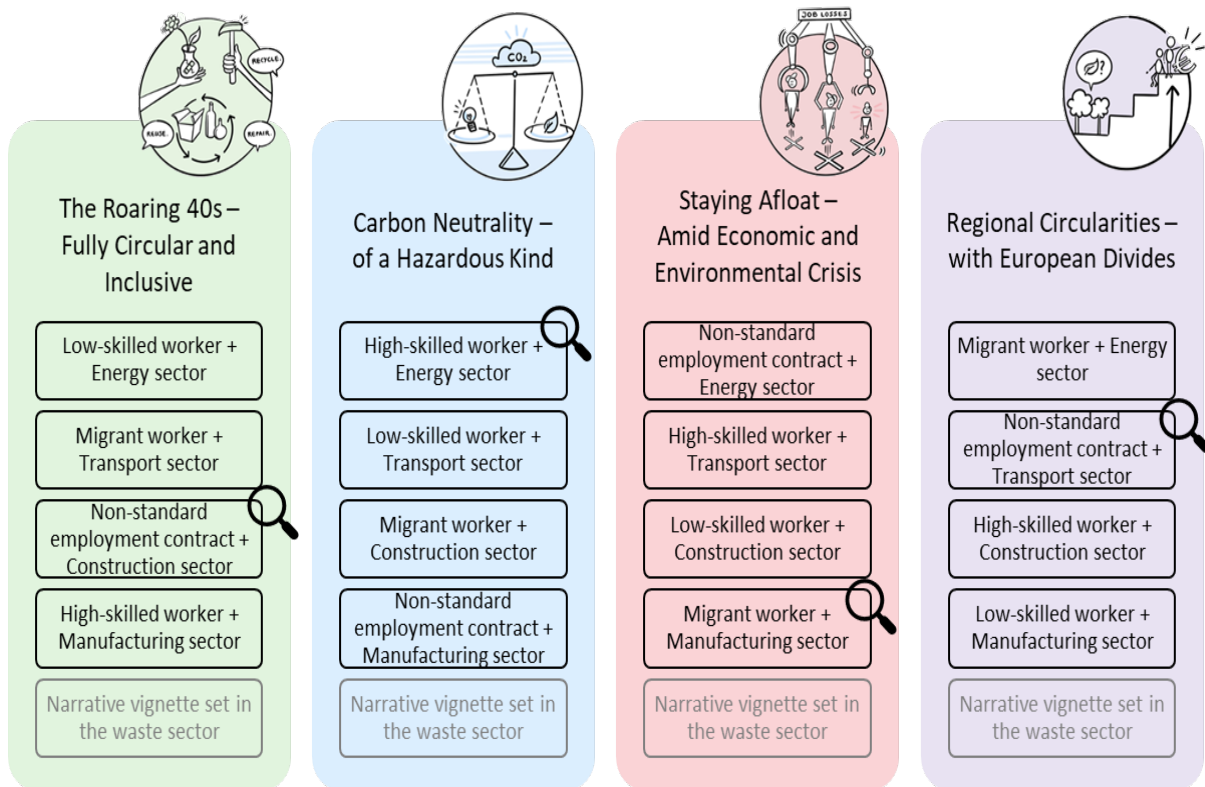 RECYCLE.
REUSE.
REPAIR.
The Roaring 40s –
Fully Circular and
Inclusive
Low-skilled worker +
Energy sector
Migrant worker +
Transport sector
Non-standard
employment contract +
Construction sector
High-skilled worker +
Manufacturing sector
Narrative vignette set in
the waste sector
CO₂
Carbon Neutrality –
of a Hazardous Kind
High-skilled worker +
Energy sector
Low-skilled worker +
Transport sector
Migrant worker +
Construction sector
Non-standard
employment contract +
Manufacturing sector
Narrative vignette set in
the waste sector
JOB LOSSES
Staying Afloat –
Amid Economic and
Environmental Crisis
Non-standard
employment contract +
Energy sector
High-skilled worker +
Transport sector
Low-skilled worker +
Construction sector
Migrant worker +
Manufacturing sector
Narrative vignette set in
the waste sector
?
€
Regional Circularities –
with European Divides
Migrant worker + Energy
sector
Non-standard
employment contract +
Transport sector
High-skilled worker +
Construction sector
Low-skilled worker +
Manufacturing sector
Narrative vignette set in
the waste sector